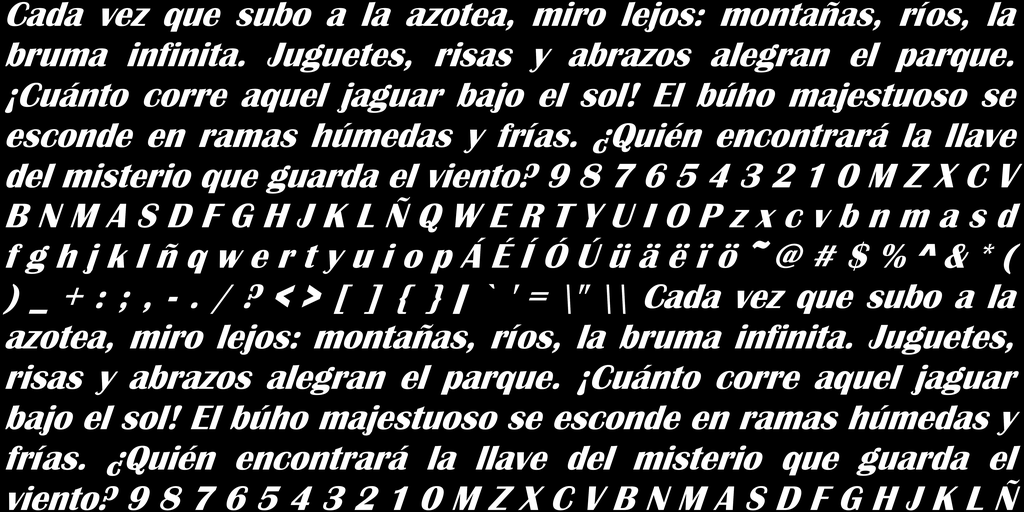 Cada vez que subo a la azotea, miro lejos: montañas, ríos, la
bruma infinita. Juguetes, risas y abrazos alegran el parque.
¡Cuánto corre aquel jaguar bajo el sol! El búho majestuoso se
esconde en ramas húmedas y frías. ¿Quién encontrará la llave
del misterio que guarda el viento? 9 8 7 6 5 4 3 2 1 0 M Z X C V
B N M A S D F G H J K L Ñ Q W E R T Y U I O P z x c v b n m a s d
f g h j k l ñ q w e r t y u i o p Á É Í Ó Ú ü ä ë ï ö ~ @ # $ % ^ & * (
) _ + : ; , - . / ? < > [ ] { } | ` ' = \" \\ Cada vez que subo a la
azotea, miro lejos: montañas, ríos, la bruma infinita. Juguetes,
risas y abrazos alegran el parque. ¡Cuánto corre aquel jaguar
bajo el sol! El búho majestuoso se esconde en ramas húmedas y
frías. ¿Quién encontrará la llave del misterio que guarda el
viento? 9 8 7 6 5 4 3 2 1 0 M Z X C V B N M A S D F G H J K L Ñ